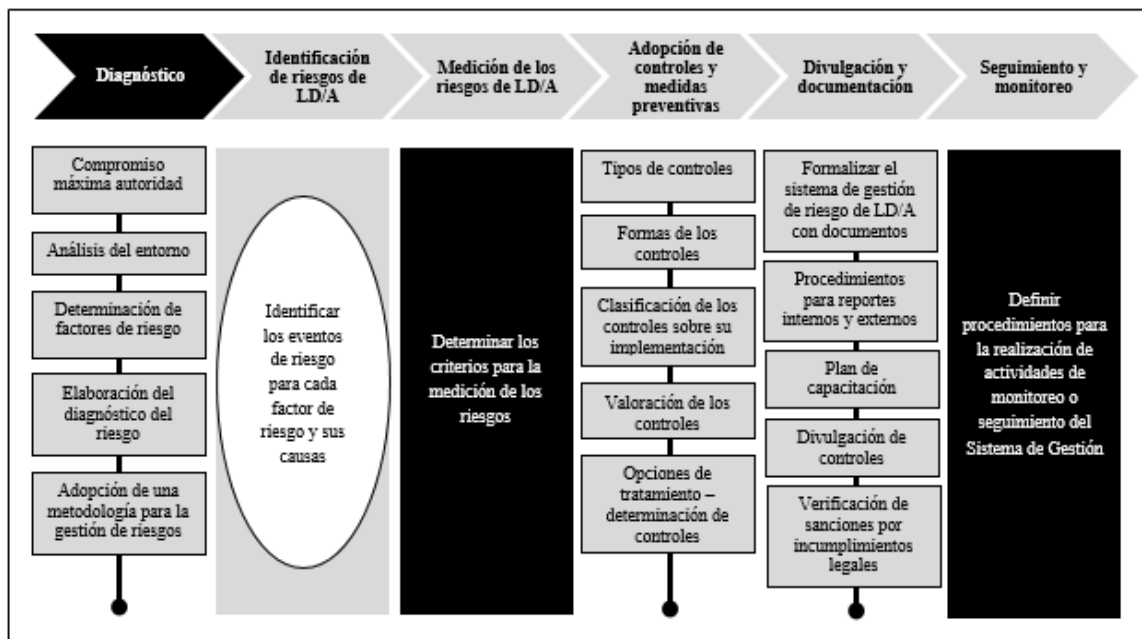 Diagnóstico
Identificación
de riesgos de
LD/A
Medición de los
riesgos de LD/A
Adopción de
controles y
medidas
preventivas
Divulgación y
documentación
Seguimiento y
monitoreo
Compromiso
máxima autoridad
Análisis del entorno
Determinación de
factores de riesgo
Elaboración del
diagnóstico del
riesgo
Adopción de una
metodología para la
gestión de riesgos
Identificar
los eventos
de riesgo
para cada
factor de
riesgo y sus
causas
Determinar los
criterios para la
medición de los
riesgos
Tipos de controles
Formas de los
controles
Clasificación de los
controles sobre su
implementación
Valoración de los
controles
Opciones de
tratamiento –
determinación de
controles
Formalizar el
sistema de gestión
de riesgo de LD/A
con documentos
Procedimientos
para reportes
internos y externos
Plan de
capacitación
Divulgación de
controles
Verificación de
sanciones por
incumplimientos
legales
Definir
procedimientos para
la realización de
actividades de
monitoreo o
seguimiento del
Sistema de Gestión